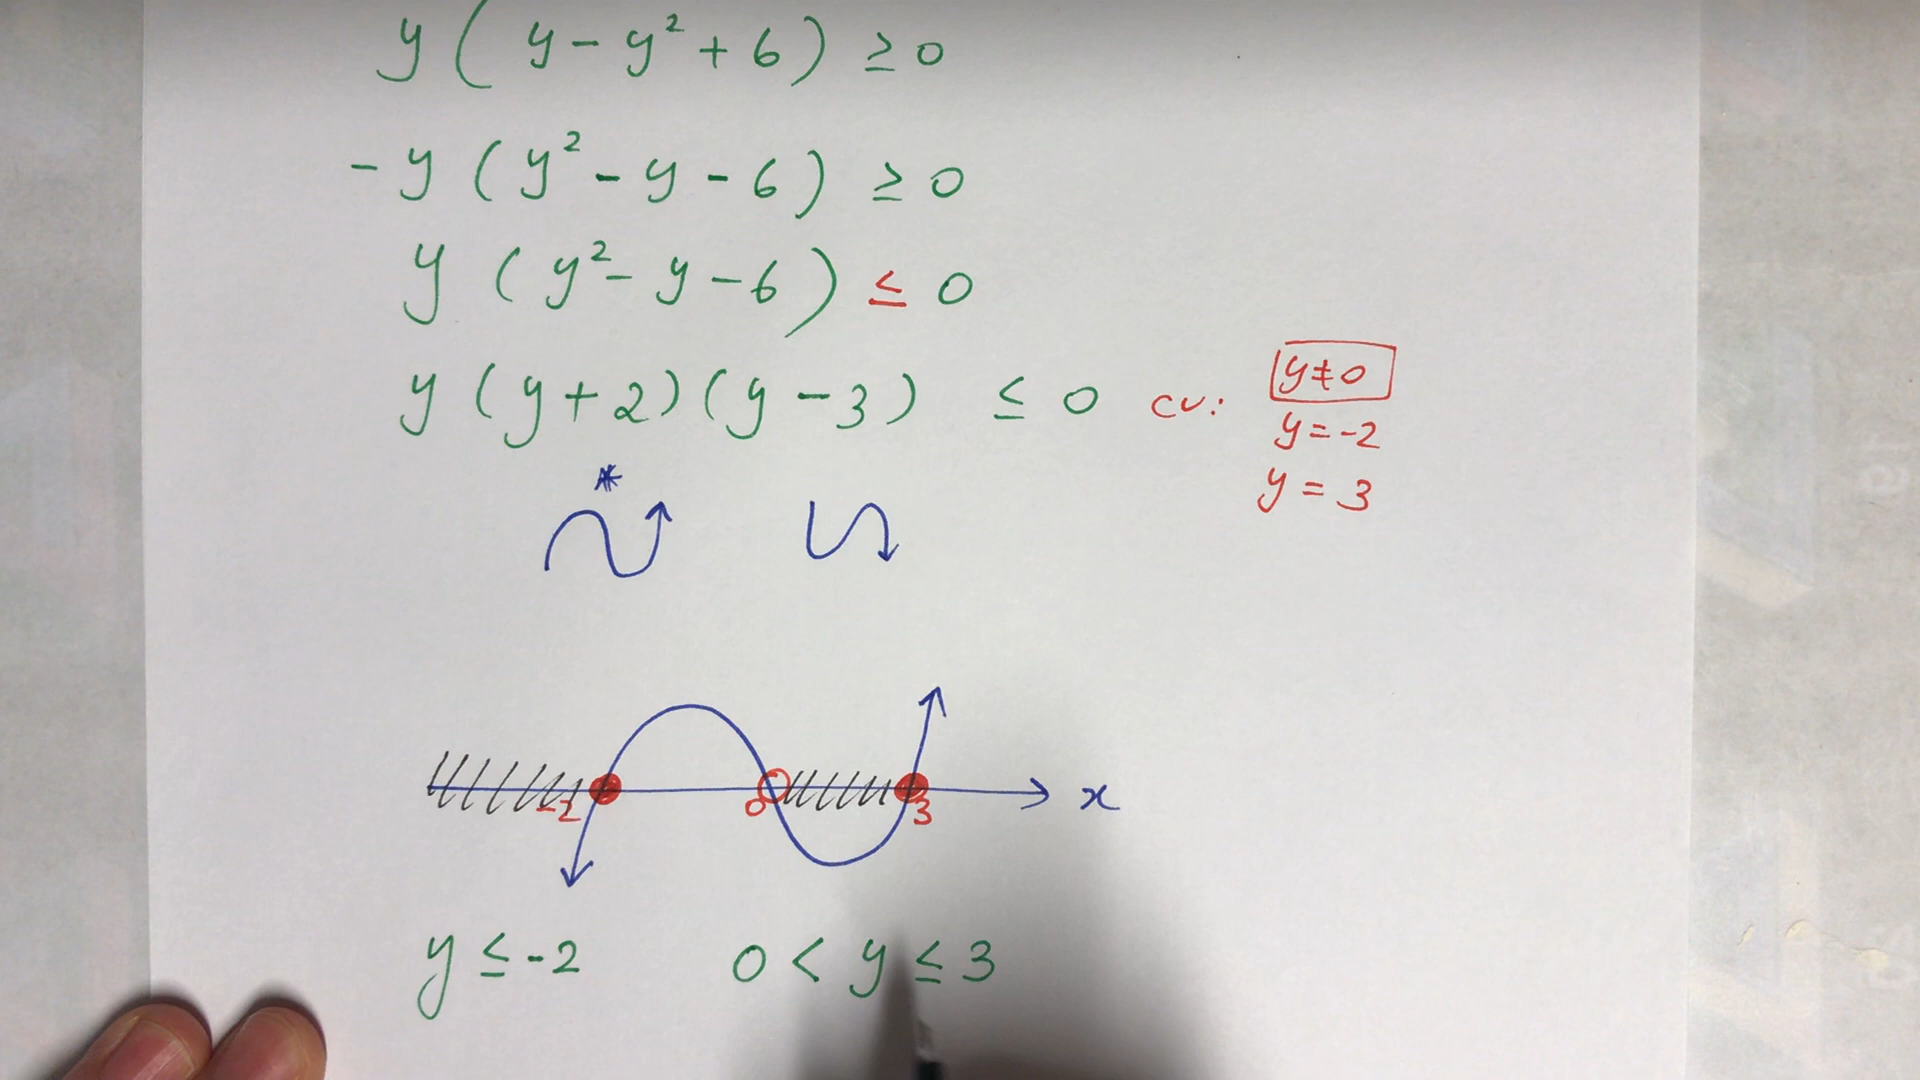 y ( y - y² + 6 ) ≥ 0
- y ( y² - y - 6 ) ≥ 0
y ( y² - y - 6 ) ≤ 0
y ( y + 2 ) ( y - 3 ) ≤ 0 cv: y ≠ 0
y = -2
y = 3
*
-2 0 3 x
y ≤ -2 0 < y ≤ 3